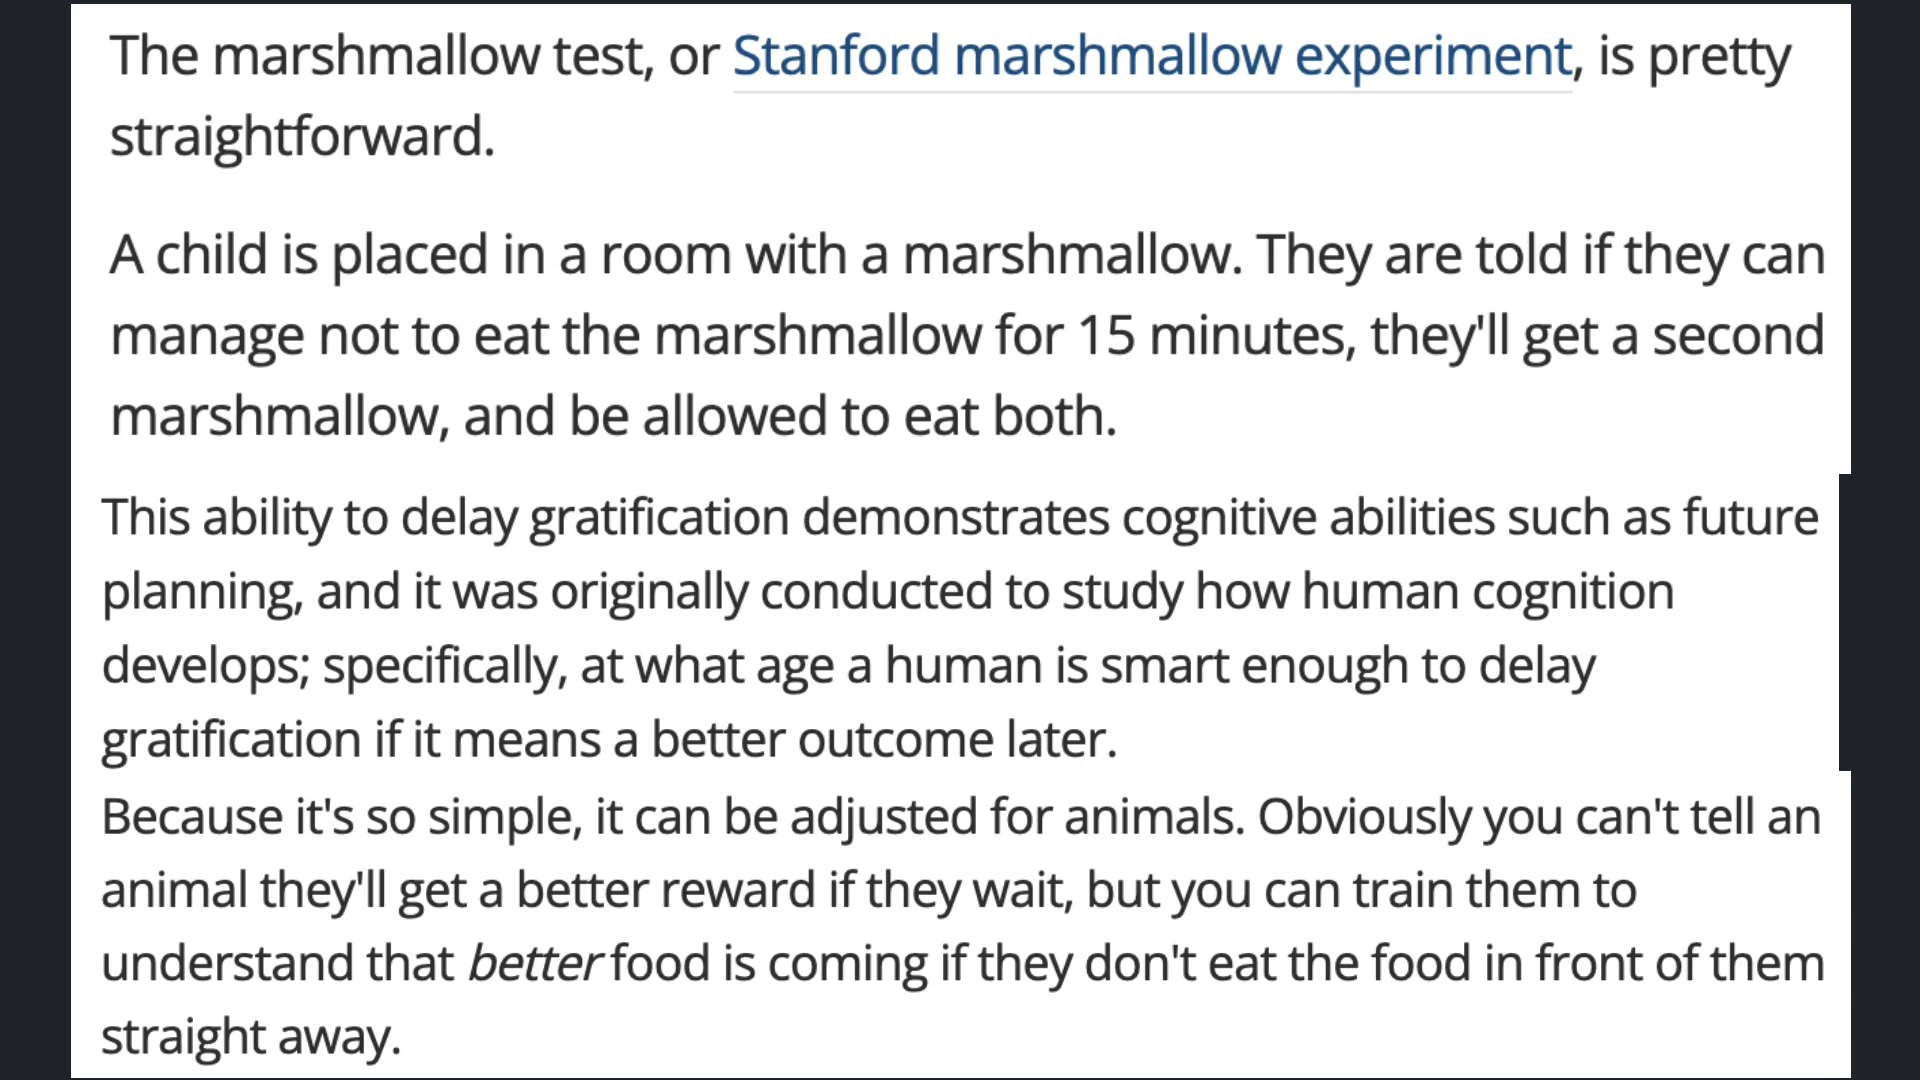 The marshmallow test, or Stanford marshmallow experiment, is pretty
straightforward.
A child is placed in a room with a marshmallow. They are told if they can
manage not to eat the marshmallow for 15 minutes, they'll get a second
marshmallow, and be allowed to eat both.
This ability to delay gratification demonstrates cognitive abilities such as future
planning, and it was originally conducted to study how human cognition
develops; specifically, at what age a human is smart enough to delay
gratification if it means a better outcome later.
Because it's so simple, it can be adjusted for animals. Obviously you can't tell an
animal they'll get a better reward if they wait, but you can train them to
understand that better food is coming if they don't eat the food in front of them
straight away.